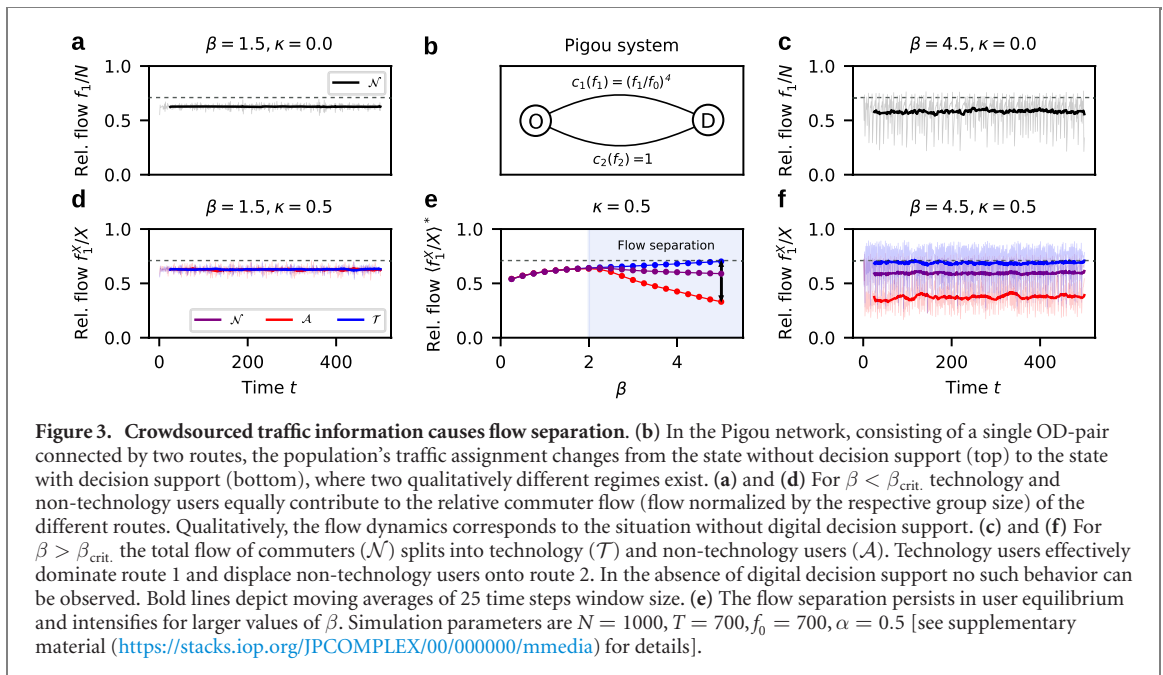 a
β = 1.5, κ = 0.0
b
Pigou system
c
β = 4.5, κ = 0.0
Rel. flow f₁/N
1.0
0.5
0.0
𝒩
c₁(f₁) = (f₁/f₀)⁴
O
D
c₂(f₂) = 1
Rel. flow f₁/N
1.0
0.5
0.0
d
β = 1.5, κ = 0.5
e
κ = 0.5
f
β = 4.5, κ = 0.5
Rel. flow f₁ˣ/X
1.0
0.5
0.0
𝒩 𝒜 𝒯
0 200 400
Time t
Rel. flow ⟨f₁ˣ/X⟩*
1.0
0.5
0.0
Flow separation
0 2 4
β
Rel. flow f₁ˣ/X
1.0
0.5
0.0
0 200 400
Time t
Figure 3. Crowdsourced traffic information causes flow separation. (b) In the Pigou network, consisting of a single OD-pair
connected by two routes, the population's traffic assignment changes from the state without decision support (top) to the state
with decision support (bottom), where two qualitatively different regimes exist. (a) and (d) For β < β_crit. technology and
non-technology users equally contribute to the relative commuter flow (flow normalized by the respective group size) of the
different routes. Qualitatively, the flow dynamics corresponds to the situation without digital decision support. (c) and (f) For
β > β_crit. the total flow of commuters (𝒩) splits into technology (𝒯) and non-technology users (𝒜). Technology users effectively
dominate route 1 and displace non-technology users onto route 2. In the absence of digital decision support no such behavior can
be observed. Bold lines depict moving averages of 25 time steps window size. (e) The flow separation persists in user equilibrium
and intensifies for larger values of β. Simulation parameters are N = 1000, T = 700, f₀ = 700, α = 0.5 [see supplementary
material (https://stacks.iop.org/JPCOMPLEX/00/000000/mmedia) for details].